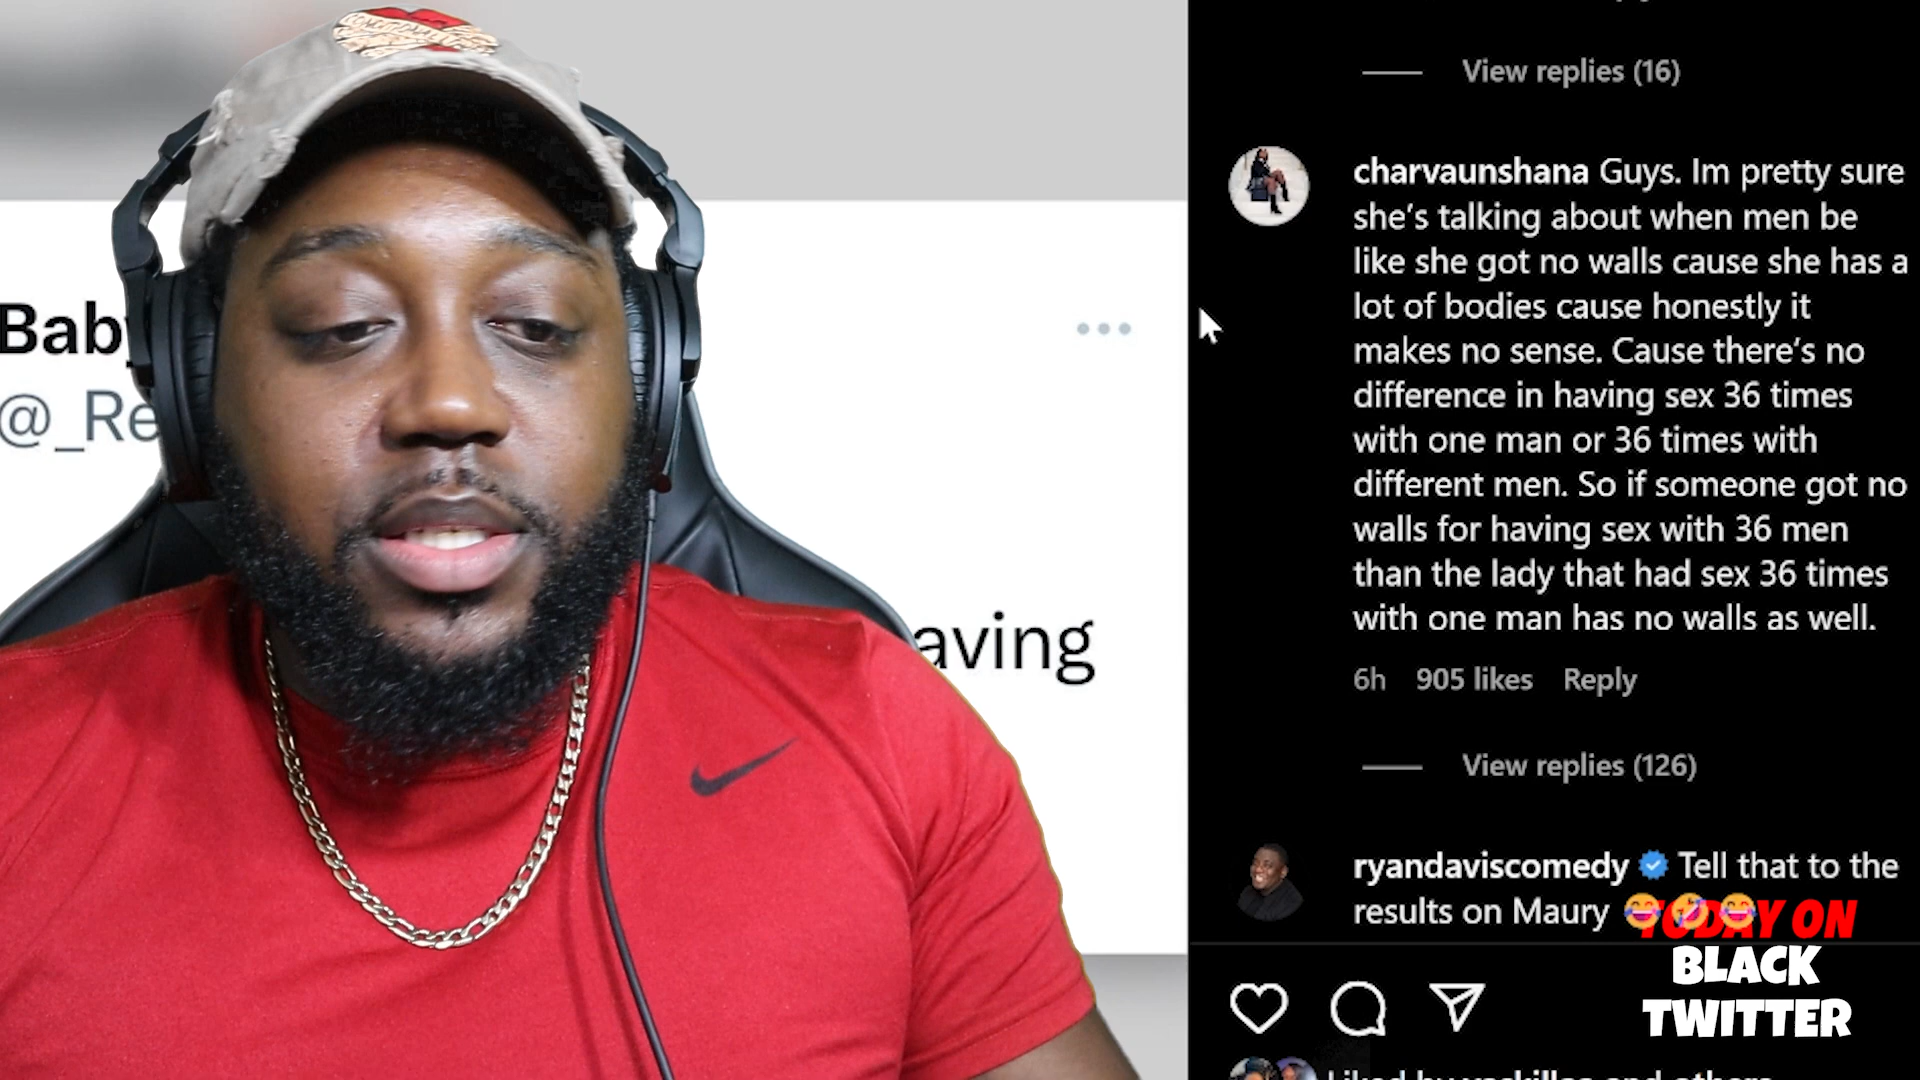 Baby
@_Re
aving
View replies (16)
charvaunshana Guys. Im pretty sure
she's talking about when men be
like she got no walls cause she has a
lot of bodies cause honestly it
makes no sense. Cause there's no
difference in having sex 36 times
with one man or 36 times with
different men. So if someone got no
walls for having sex with 36 men
than the lady that had sex 36 times
with one man has no walls as well.
6h 905 likes Reply
View replies (126)
ryandaviscomedy Tell that to the
results on Maury 😂🤣😂
TODAY ON
BLACK
TWITTER
Liked by and others